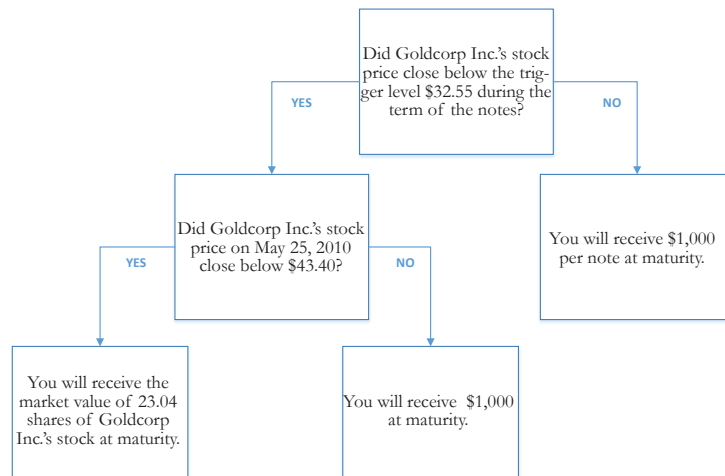 Did Goldcorp Inc.'s stock
price close below the trig-
ger level $32.55 during the
term of the notes?
YES
NO
Did Goldcorp Inc.'s stock
price on May 25, 2010
close below $43.40?
You will receive $1,000
per note at maturity.
YES
NO
You will receive the
market value of 23.04
shares of Goldcorp
Inc.'s stock at maturity.
You will receive $1,000
at maturity.